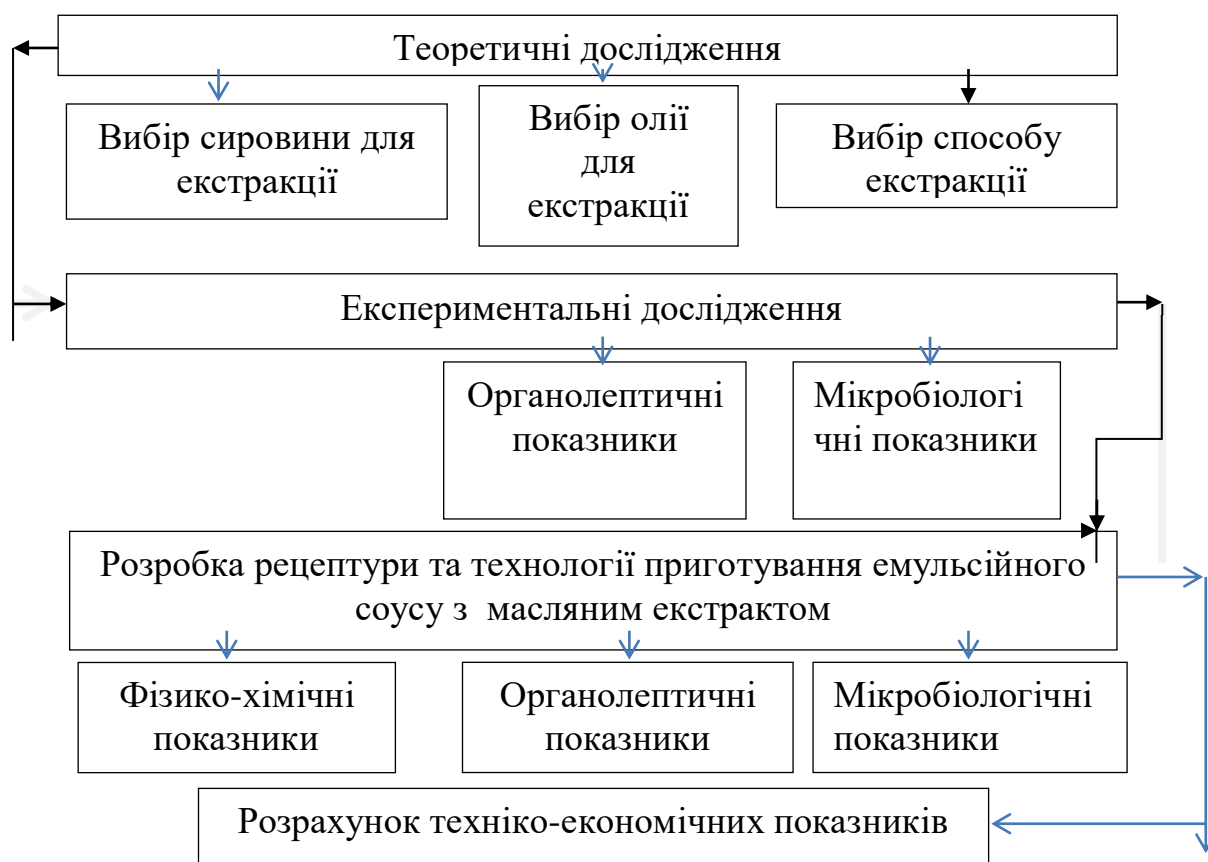 Теоретичні дослідження
Вибір сировини для
екстракції
Вибір олії
для
екстракції
Вибір способу
екстракції
Експериментальні дослідження
Органолептичні
показники
Мікробіологі
чні показники
Розробка рецептури та технології приготування емульсійного
соусу з масляним екстрактом
Фізико-хімічні
показники
Органолептичні
показники
Мікробіологічні
показники
Розрахунок техніко-економічних показників